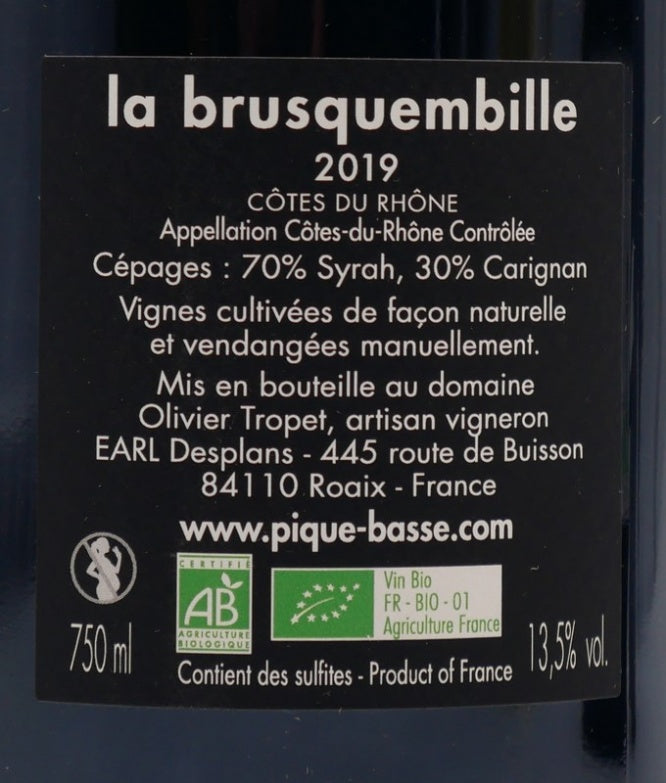 la brusquembille
2019
CÔTES DU RHÔNE
Appellation Côtes-du-Rhône Contrôlée
Cépages : 70% Syrah, 30% Carignan
Vignes cultivées de façon naturelle
et vendangées manuellement.
Mis en bouteille au domaine
Olivier Tropet, artisan vigneron
EARL Desplans - 445 route de Buisson
84110 Roaix - France
www.pique-basse.com
CERTIFIÉ
AB
AGRICULTURE
BIOLOGIQUE
Vin Bio
FR - BIO - 01
Agriculture France
750 ml
13,5% vol.
Contient des sulfites - Product of France